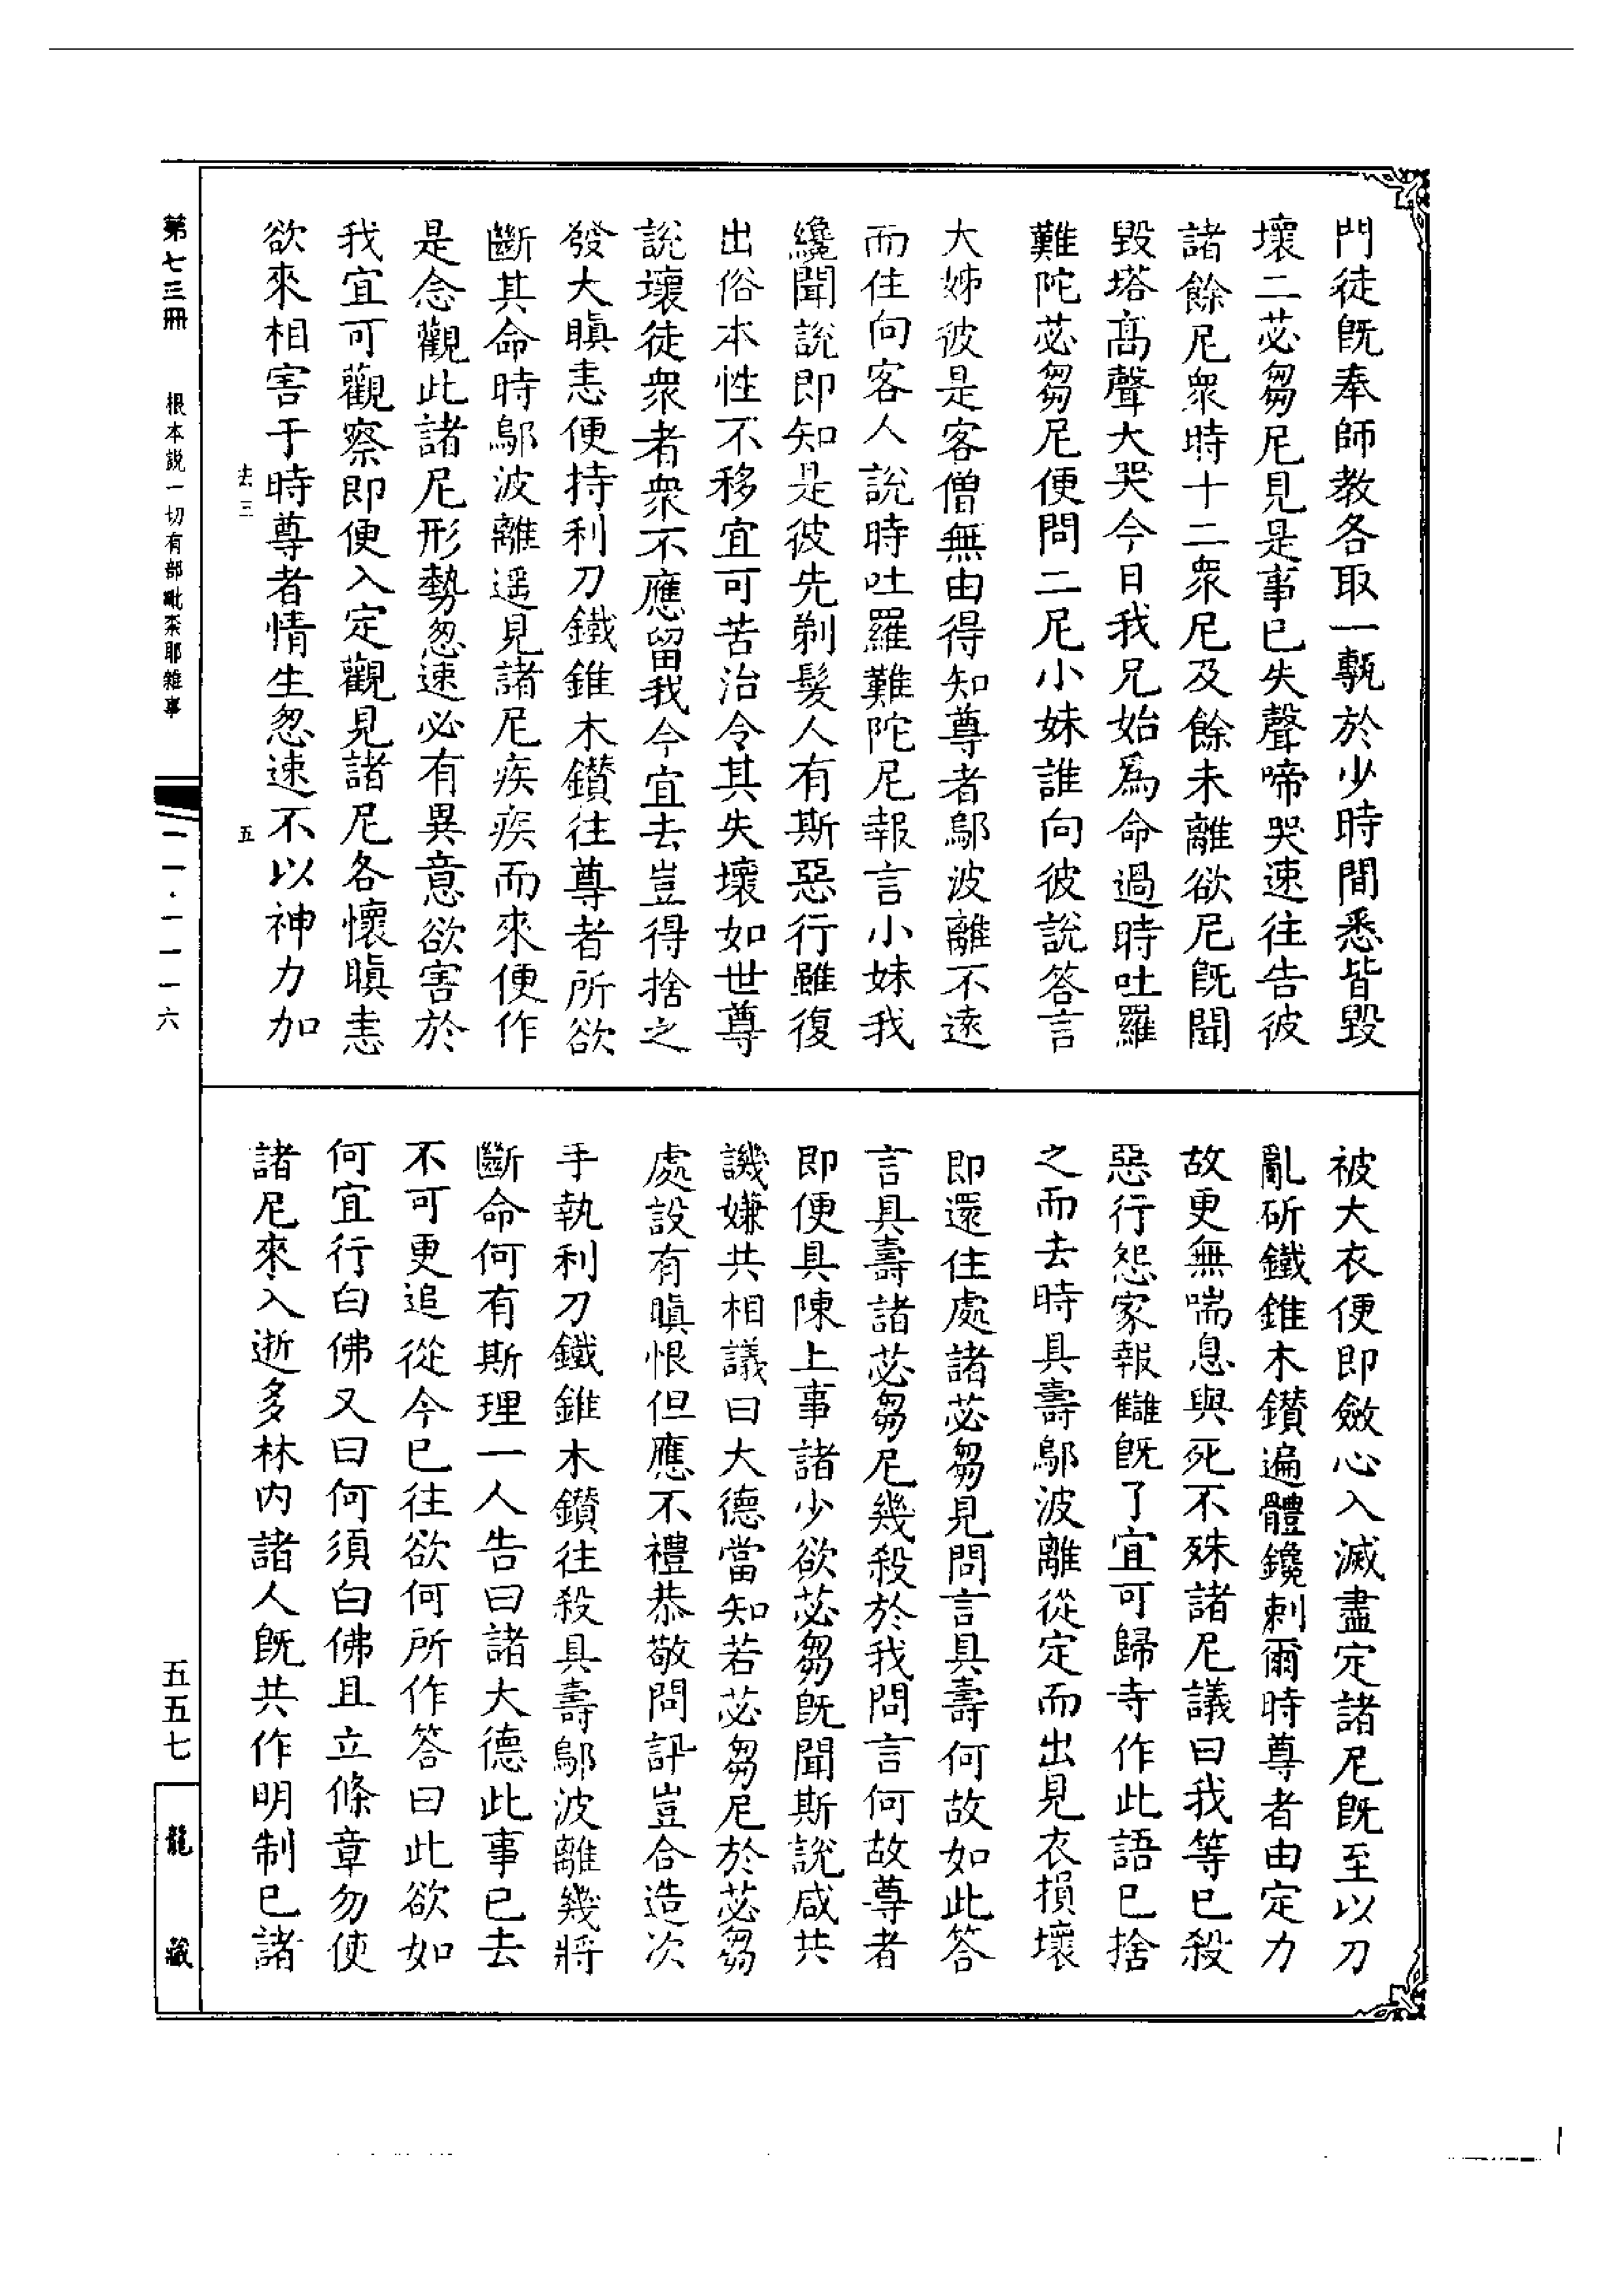 門徒旣奉師教各取一甎於少時間悉皆毀
壞二苾芻尼見是事已失聲啼哭速往告彼
諸餘尼衆時十二衆尼及餘未離欲尼旣聞
毀塔髙聲大哭今日我兄始爲命過時吐羅
難陀苾芻尼便問二尼小妹誰向彼說答言
大姊彼是客僧無由得知尊者鄔波離不遠
而住向客人說時吐羅難陀尼報言小妹我
纔聞說即知是彼先剃髮人有斯惡行雖復
出俗本性不移宜可苦治令其失壞如世尊
說壞徒衆者衆不應留我今宜去豈得捨之
發大瞋恚便持利刀鐵錐木鑽往尊者所欲
斷其命時鄔波離遥見諸尼疾疾而來便作
是念觀此諸尼形勢忽速必有異意欲害於
我宜可觀察即便入定觀見諸尼各懷瞋恚
欲來相害于時尊者情生忽速不以神力加
去三 五
被大衣便即斂心入滅盡定諸尼旣至以刀
亂斫鐵錐木鑽遍體鑱刺爾時尊者由定力
故更無喘息與死不殊諸尼議曰我等已殺
惡行怨家報讎旣了宜可歸寺作此語已捨
之而去時具壽鄔波離從定而出見衣損壞
即還住處諸苾芻見問言具壽何故如此答
言具壽諸苾芻尼幾殺於我問言何故尊者
即便具陳上事諸少欲苾芻旣聞斯說咸共
譏嫌共相議曰大德當知若苾芻尼於苾芻
處設有瞋恨但應不禮恭敬問訊豈合造次
手執利刀鐵錐木鑽往殺具壽鄔波離幾將
斷命何有斯理一人告曰諸大德此事已去
不可更追從今已往欲何所作答曰此欲如
何宜行白佛又曰何須白佛且立條章勿使
諸尼來入逝多林內諸人旣共作明制已諸
第七三冊 根本説一切有部毗柰耶雜事 一一·一一一六 五五七 龍藏